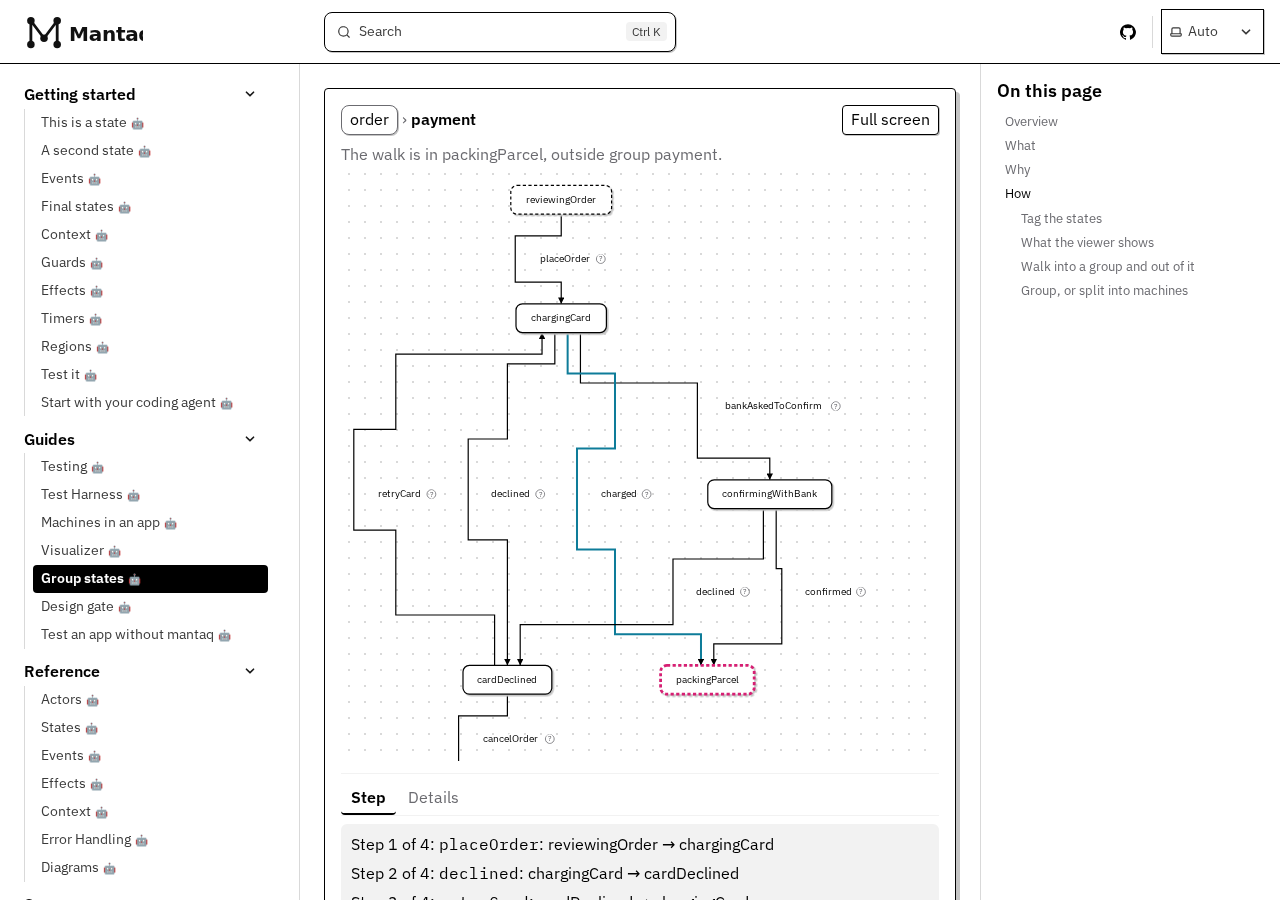 Mantaq
Search
Ctrl K
Auto
Getting started
This is a state
A second state
Events
Final states
Context
Guards
Effects
Timers
Regions
Test it
Start with your coding agent
Guides
Testing
Test Harness
Machines in an app
Visualizer
Group states
Design gate
Test an app without mantaq
Reference
Actors
States
Events
Effects
Context
Error Handling
Diagrams
order › payment
Full screen
The walk is in packingParcel, outside group payment.
reviewingOrder
placeOrder ?
chargingCard
bankAskedToConfirm ?
retryCard ?
declined ?
charged ?
confirmingWithBank
declined ?
confirmed ?
cardDeclined
packingParcel
cancelOrder ?
Step
Details
Step 1 of 4: placeOrder: reviewingOrder → chargingCard
Step 2 of 4: declined: chargingCard → cardDeclined
On this page
Overview
What
Why
How
Tag the states
What the viewer shows
Walk into a group and out of it
Group, or split into machines